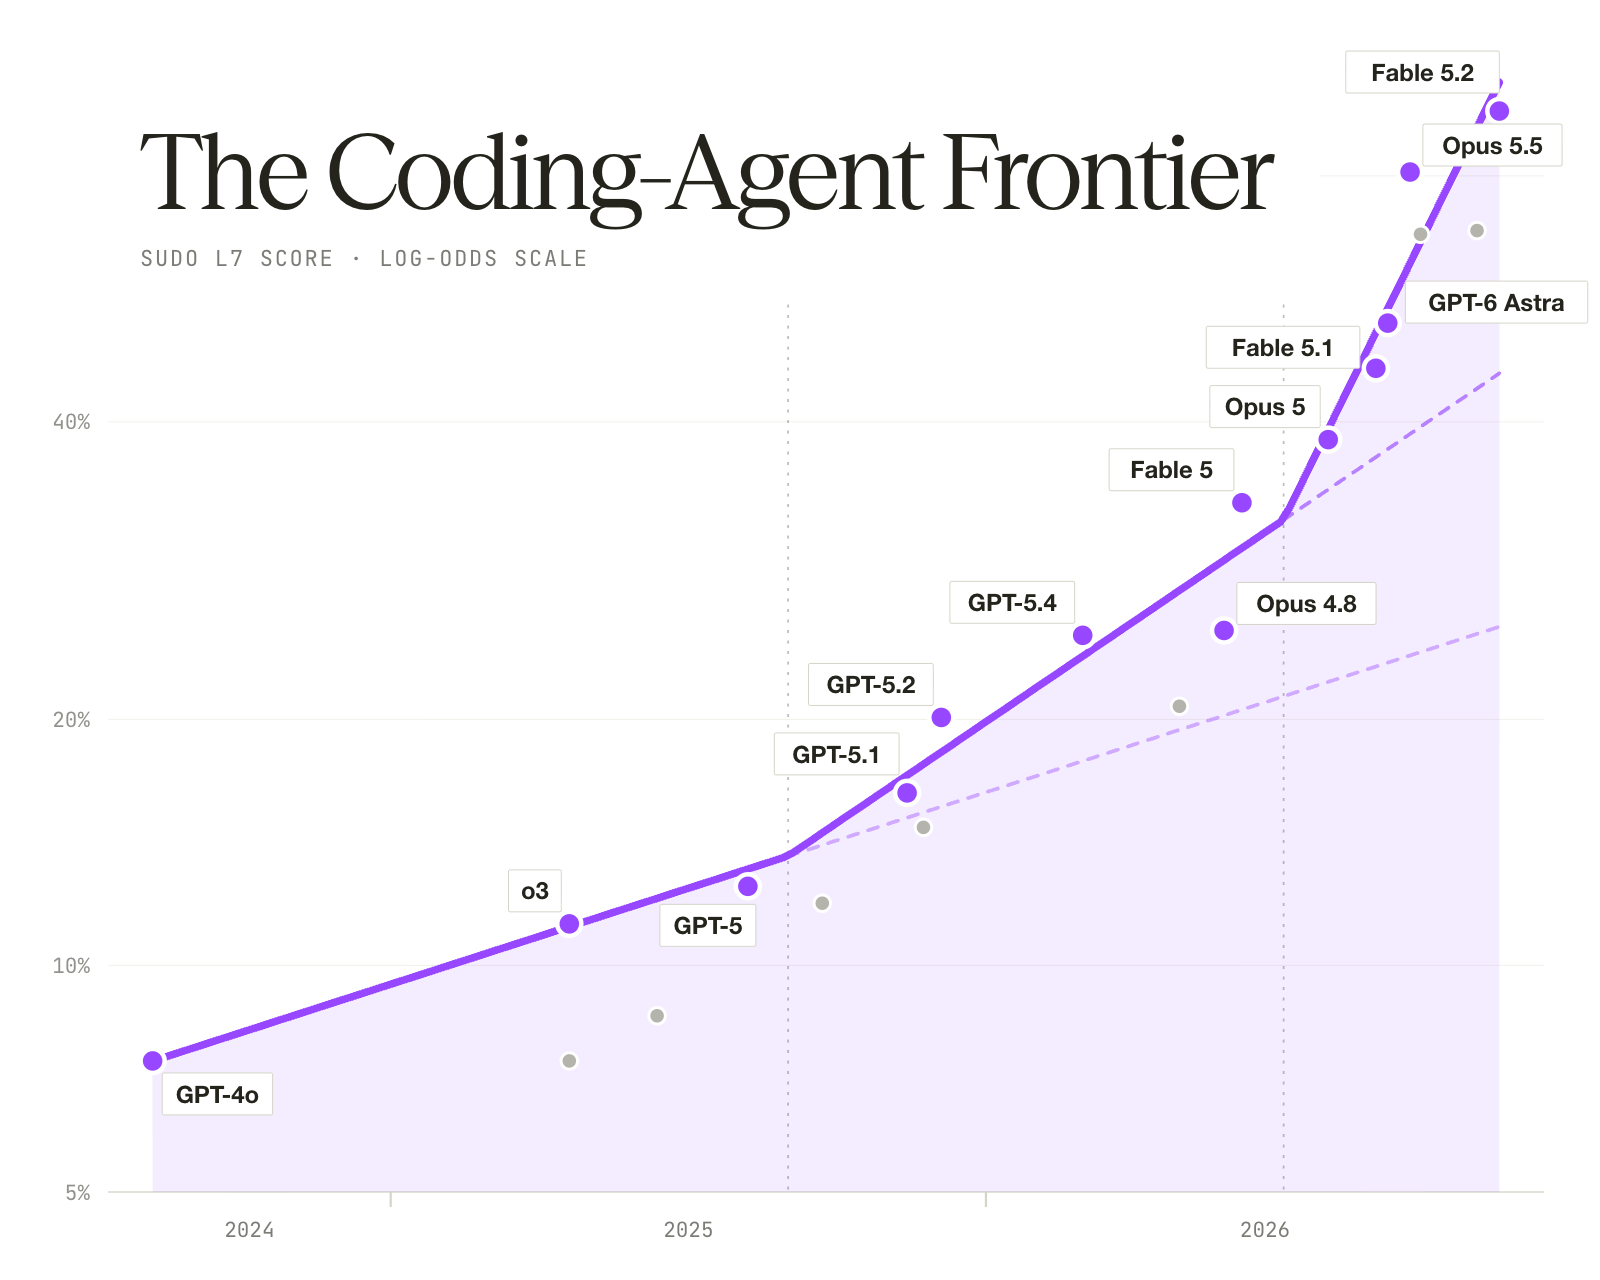 Fable 5.2
The Coding-Agent Frontier
Opus 5.5
SUDO L7 SCORE · LOG-ODDS SCALE
GPT-6 Astra
Fable 5.1
Opus 5
40%
Fable 5
GPT-5.4
Opus 4.8
GPT-5.2
20%
GPT-5.1
o3
GPT-5
10%
GPT-4o
5%
2024
2025
2026